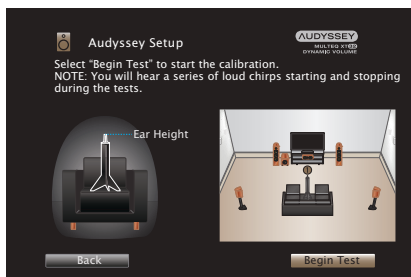 Audyssey Setup
AUDYSSEY
MULTEQ XT32
DYNAMIC VOLUME
Select “Begin Test” to start the calibration.
NOTE: You will hear a series of loud chirps starting and stopping
during the tests.
Ear Height
Back
Begin Test